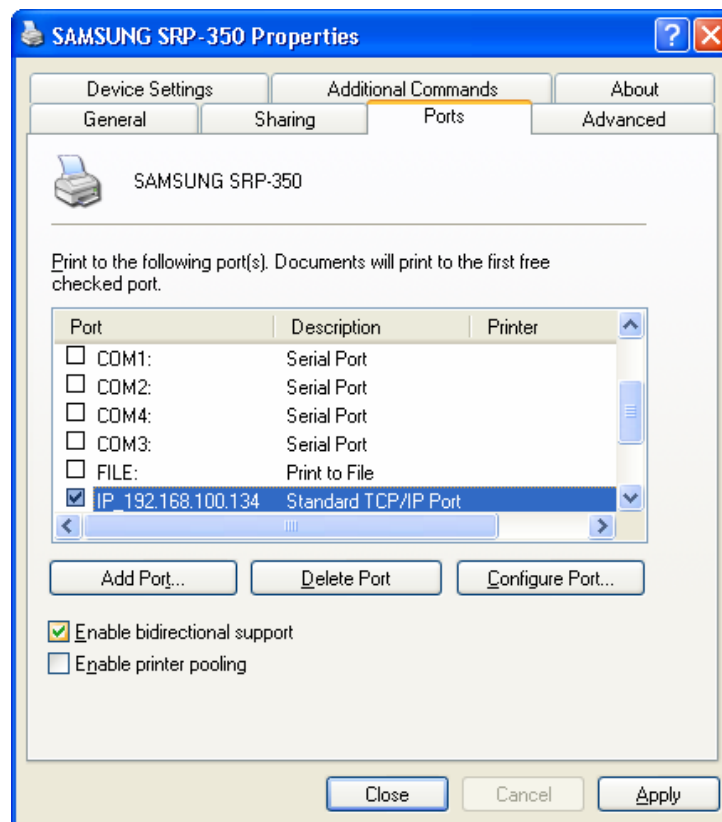 SAMSUNG SRP-350 Properties
Device Settings Additional Commands About
General Sharing Ports Advanced
SAMSUNG SRP-350
Print to the following port(s). Documents will print to the first free
checked port.
Port Description Printer
COM1: Serial Port
COM2: Serial Port
COM4: Serial Port
COM3: Serial Port
FILE: Print to File
IP_192.168.100.134 Standard TCP/IP Port
Add Port... Delete Port Configure Port...
Enable bidirectional support
Enable printer pooling
Close Cancel Apply